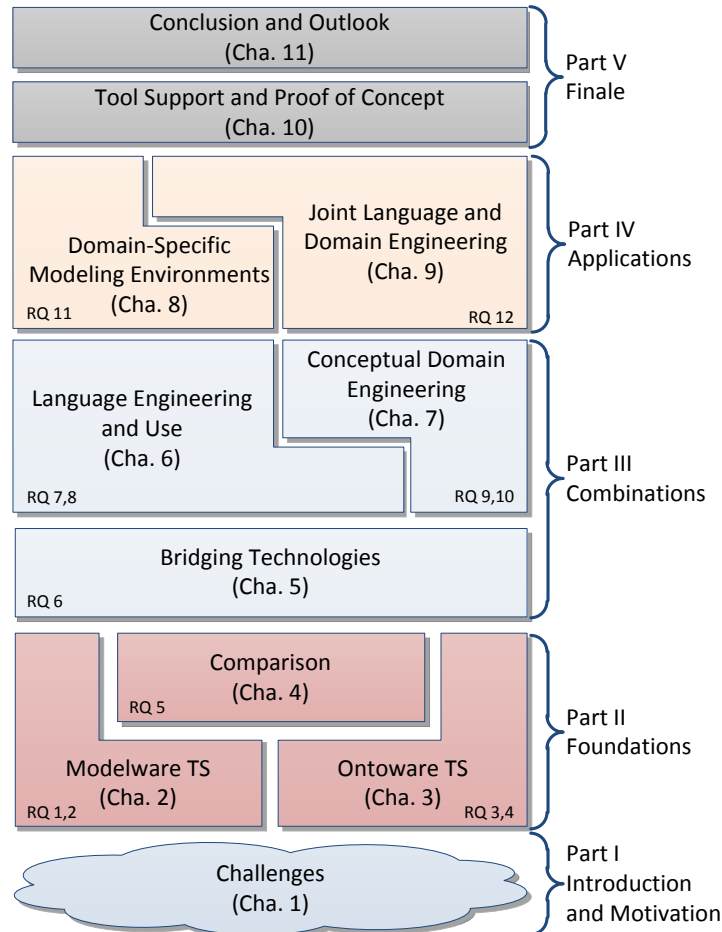 Conclusion and Outlook
(Cha. 11)
Tool Support and Proof of Concept
(Cha. 10)
Part V
Finale
Domain-Specific
Modeling Environments
(Cha. 8)
RQ 11
Joint Language and
Domain Engineering
(Cha. 9)
RQ 12
Part IV
Applications
Language Engineering
and Use
(Cha. 6)
RQ 7,8
Conceptual Domain
Engineering
(Cha. 7)
RQ 9,10
Bridging Technologies
(Cha. 5)
RQ 6
Part III
Combinations
Comparison
(Cha. 4)
RQ 5
Modelware TS
(Cha. 2)
RQ 1,2
Ontoware TS
(Cha. 3)
RQ 3,4
Part II
Foundations
Challenges
(Cha. 1)
Part I
Introduction
and Motivation